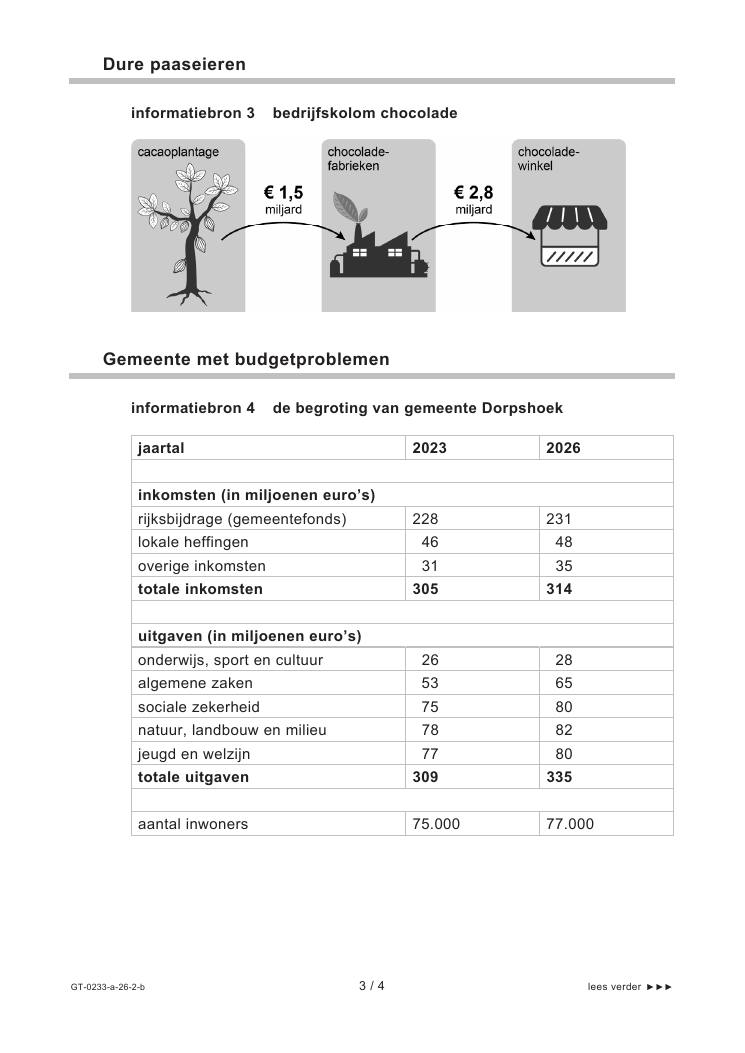 Dure paaseieren
informatiebron 3 bedrijfskolom chocolade
cacaoplantage
€ 1,5
miljard
chocolade-
fabrieken
€ 2,8
miljard
chocolade-
winkel
Gemeente met budgetproblemen
informatiebron 4 de begroting van gemeente Dorpshoek
jaartal 2023 2026
inkomsten (in miljoenen euro's)
rijksbijdrage (gemeentefonds) 228 231
lokale heffingen 46 48
overige inkomsten 31 35
totale inkomsten 305 314
uitgaven (in miljoenen euro's)
onderwijs, sport en cultuur 26 28
algemene zaken 53 65
sociale zekerheid 75 80
natuur, landbouw en milieu 78 82
jeugd en welzijn 77 80
totale uitgaven 309 335
aantal inwoners 75.000 77.000
GT-0233-a-26-2-b 3 / 4 lees verder ►►►